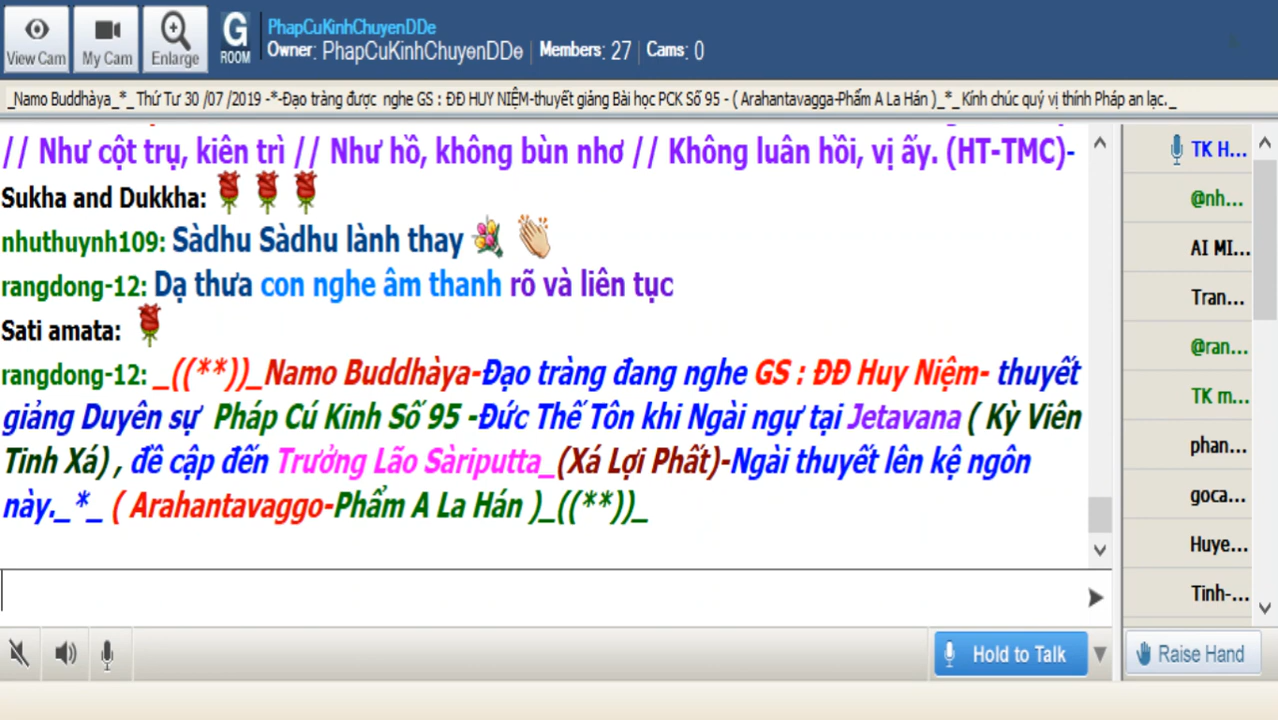 PhapCuKinhChuyenDDe
Owner: PhapCuKinhChuyenDDe | Members: 27 | Cams: 0
View Cam
My Cam
Enlarge
G
ROOM
_Namo Buddhàya_*_ Thứ Tư 30 /07 /2019 -*-Đạo tràng được nghe GS : ĐĐ HUY NIỆM-thuyết giảng Bài học PCK Số 95 - ( Arahantavagga-Phẩm A La Hán )_*_ Kính chúc quý vị thính Pháp an lạc._
// Như cột trụ, kiên trì // Như hồ, không bùn nhơ // Không luân hồi, vị ấy. (HT-TMC)-
Sukha and Dukkha:
nhuthuynh109: Sàdhu Sàdhu lành thay
rangdong-12: Dạ thưa con nghe âm thanh rõ và liên tục
Sati amata:
rangdong-12: _((**))_Namo Buddhàya-Đạo tràng đang nghe GS : ĐĐ Huy Niệm- thuyết
giảng Duyên sự Pháp Cú Kinh Số 95 -Đức Thế Tôn khi Ngài ngự tại Jetavana ( Kỳ Viên
Tinh Xá) , đề cập đến Trưởng Lão Sàriputta_(Xá Lợi Phất)-Ngài thuyết lên kệ ngôn
này._*_ ( Arahantavaggo-Phẩm A La Hán )_((**))_
TK H...
@nh...
AI MI...
Tran...
@ran...
TK m...
phan...
goca...
Huye...
Tinh-...
Hold to Talk
Raise Hand